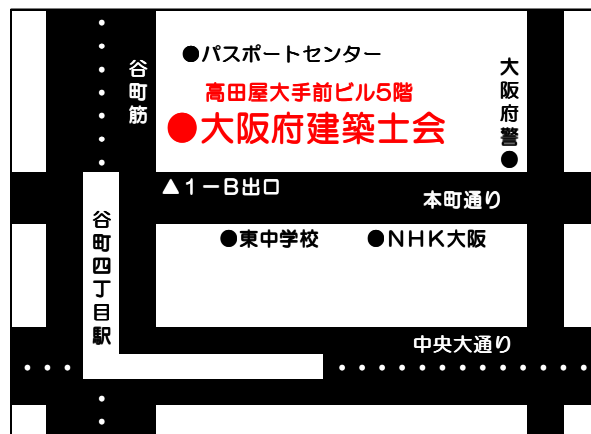 ●パスポートセンター
谷町筋
高田屋大手前ビル5階
●大阪府建築士会
大阪府警●
▲1－B出口
本町通り
谷町四丁目駅
●東中学校
●NHK大阪
中央大通り